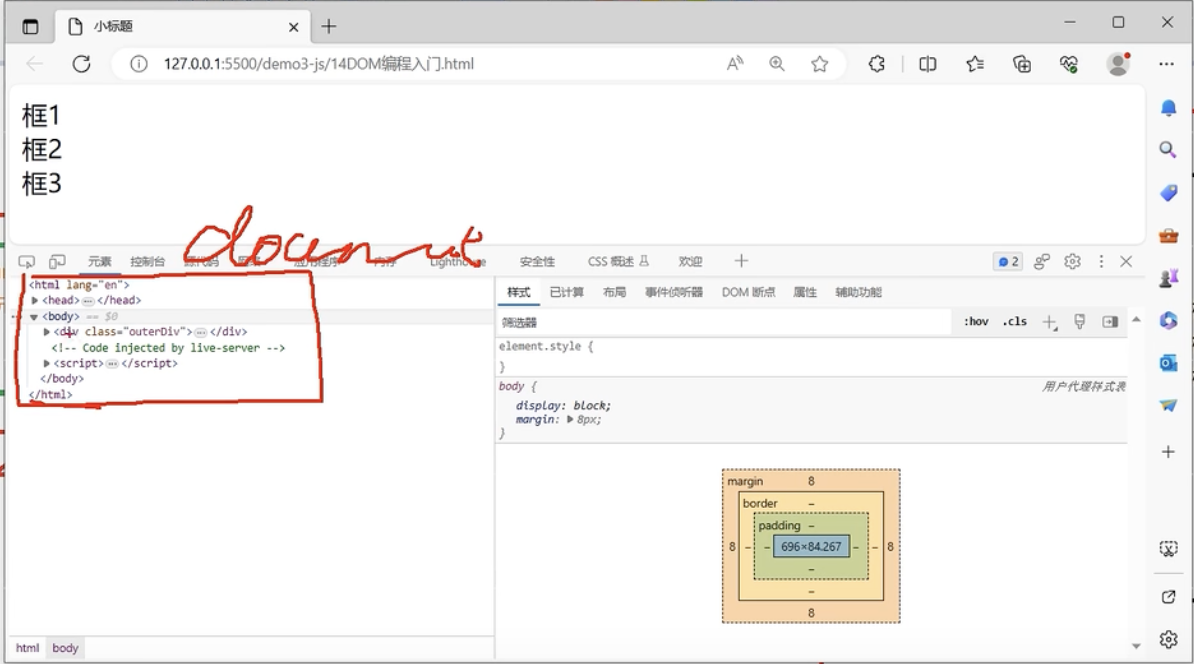 小标题
127.0.0.1:5500/demo3-js/14DOM编程入门.html
框1
框2
框3
元素 控制台 源代码 网络 应用程序 内存 Lighthouse 安全性 CSS 概述 欢迎 2
<html lang="en">
<head>…</head>
<body> == $0
<div class="outerDiv">…</div>
<!-- Code injected by live-server -->
<script>…</script>
</body>
</html>
html body
样式 已计算 布局 事件侦听器 DOM 断点 属性 辅助功能
筛选器 :hov .cls
element.style {
}
body { 用户代理样式表
display: block;
margin: 8px;
}
margin 8
border –
padding –
8 – – 696×84.267 – – 8
–
–
8